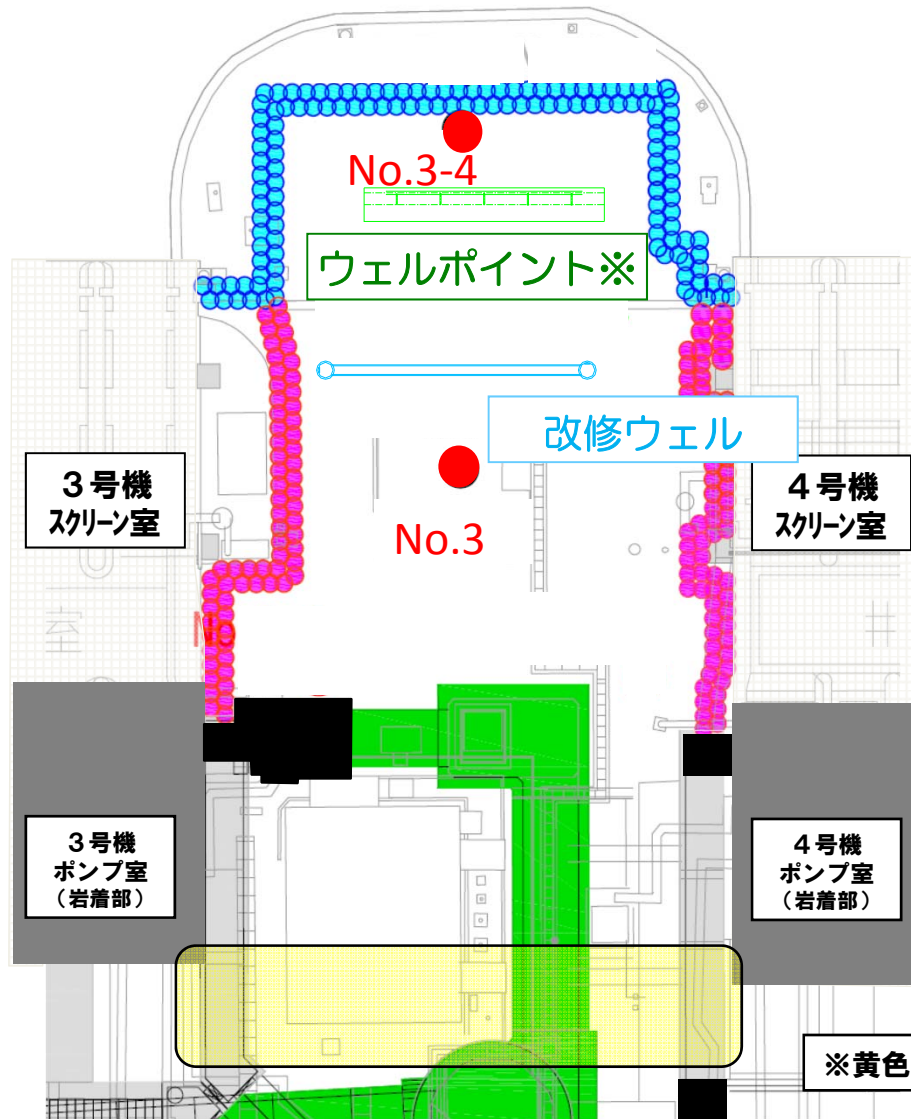 No.3-4
ウェルポイント※
改修ウェル
３号機
スクリーン室
４号機
スクリーン室
No.3
室
No
３号機
ポンプ室
（岩着部）
４号機
ポンプ室
（岩着部）
※黄色